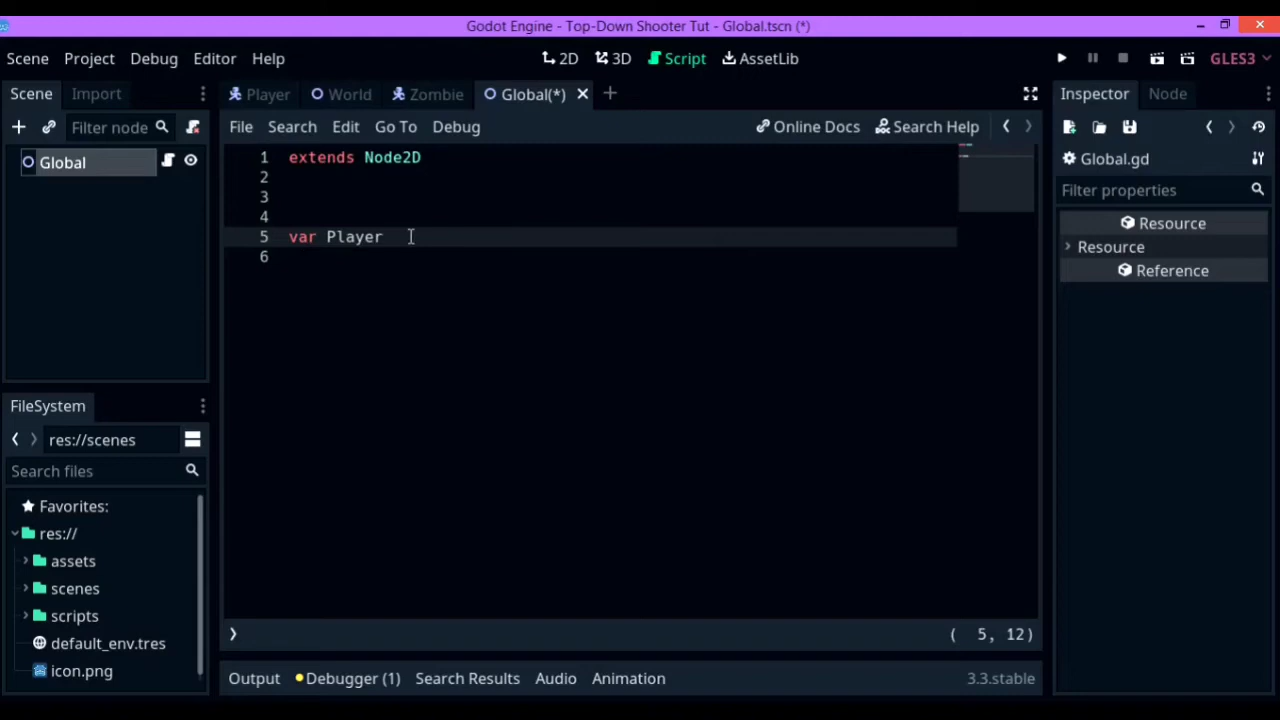 Godot Engine - Top-Down Shooter Tut - Global.tscn (*)
Scene Project Debug Editor Help 2D 3D Script AssetLib GLES3
Scene Import Player World Zombie Global(*) Inspector Node
Filter node File Search Edit Go To Debug Online Docs Search Help
Global Global.gd
Filter properties
Resource
Resource
Reference
1 extends Node2D
2
3
4
5 var Player
6
FileSystem
res://scenes
Search files
Favorites:
res://
assets
scenes
scripts
default_env.tres
icon.png
( 5, 12)
Output Debugger (1) Search Results Audio Animation 3.3.stable